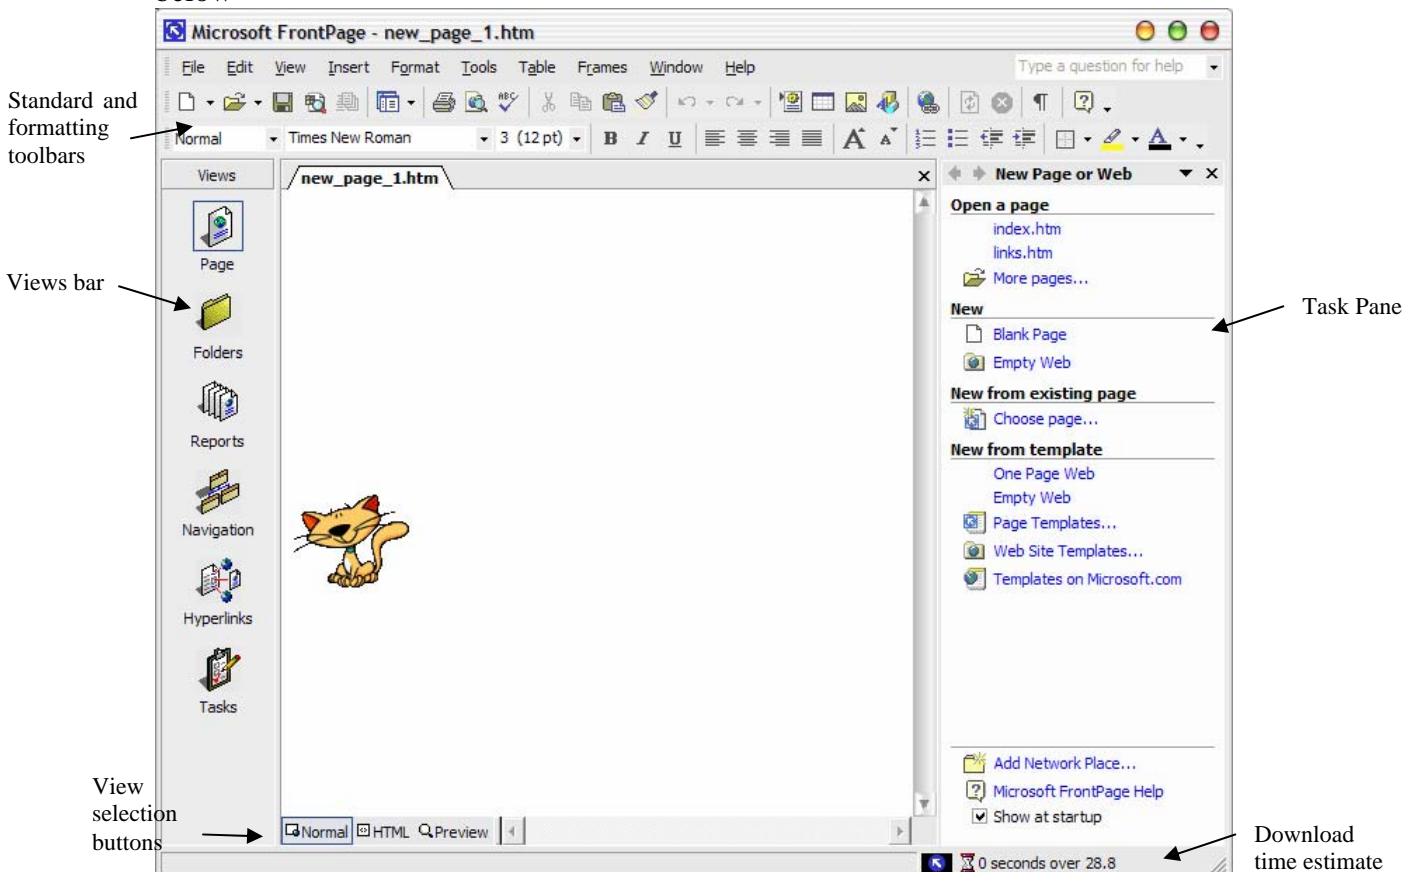 Microsoft FrontPage - new_page_1.htm
File Edit View Insert Format Tools Table Frames Window Help
Type a question for help
Standard and
formatting
toolbars
Normal Times New Roman 3 (12 pt) B I U A A A
Views
new_page_1.htm
New Page or Web
Page
Folders
Reports
Navigation
Hyperlinks
Tasks
Views bar
Open a page
index.htm
links.htm
More pages...
New
Blank Page
Empty Web
New from existing page
Choose page...
New from template
One Page Web
Empty Web
Page Templates...
Web Site Templates...
Templates on Microsoft.com
Add Network Place...
Microsoft FrontPage Help
Show at startup
Task Pane
View
selection
buttons
Normal HTML Preview
0 seconds over 28.8
Download
time estimate